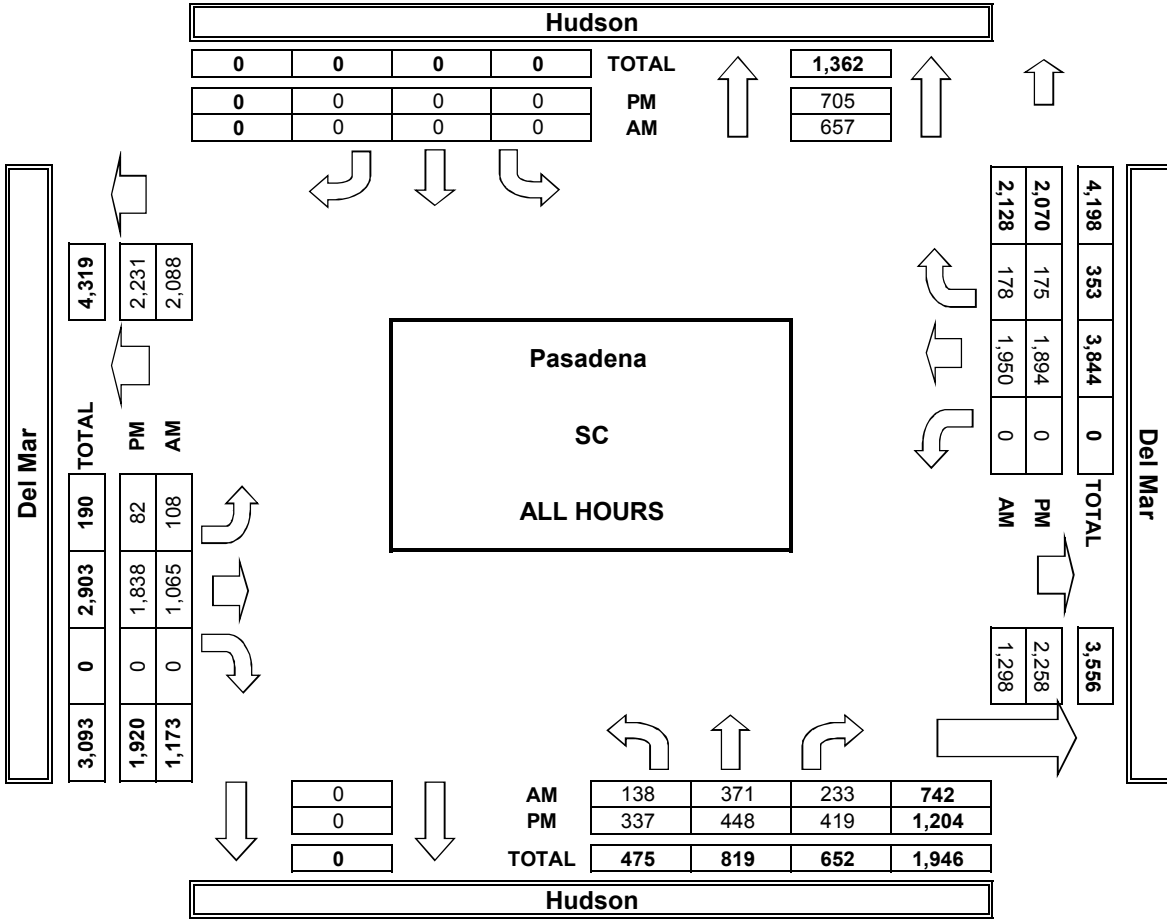 Hudson
0 0 0 0 TOTAL 1,362
0 0 0 0 PM 705
0 0 0 0 AM 657
Del Mar
4,319
2,231
2,088
TOTAL
PM
AM
190 2,903 0 3,093
82 1,838 0 1,920
108 1,065 0 1,173
Pasadena
SC
ALL HOURS
4,198 353 3,844 0 TOTAL
2,070 175 1,894 0 PM
2,128 178 1,950 0 AM
3,556
2,258
1,298
Del Mar
0 AM 138 371 233 742
0 PM 337 448 419 1,204
0 TOTAL 475 819 652 1,946
Hudson